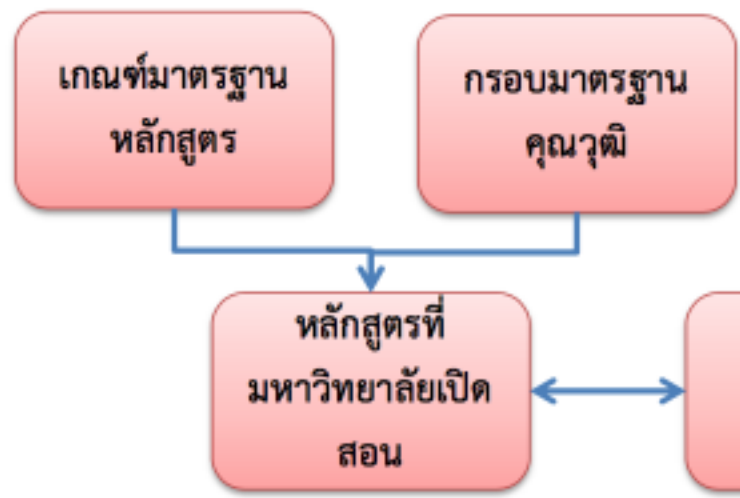 เกณฑ์มาตรฐาน
หลักสูตร
กรอบมาตรฐาน
คุณวุฒิ
หลักสูตรที่
มหาวิทยาลัยเปิด
สอน